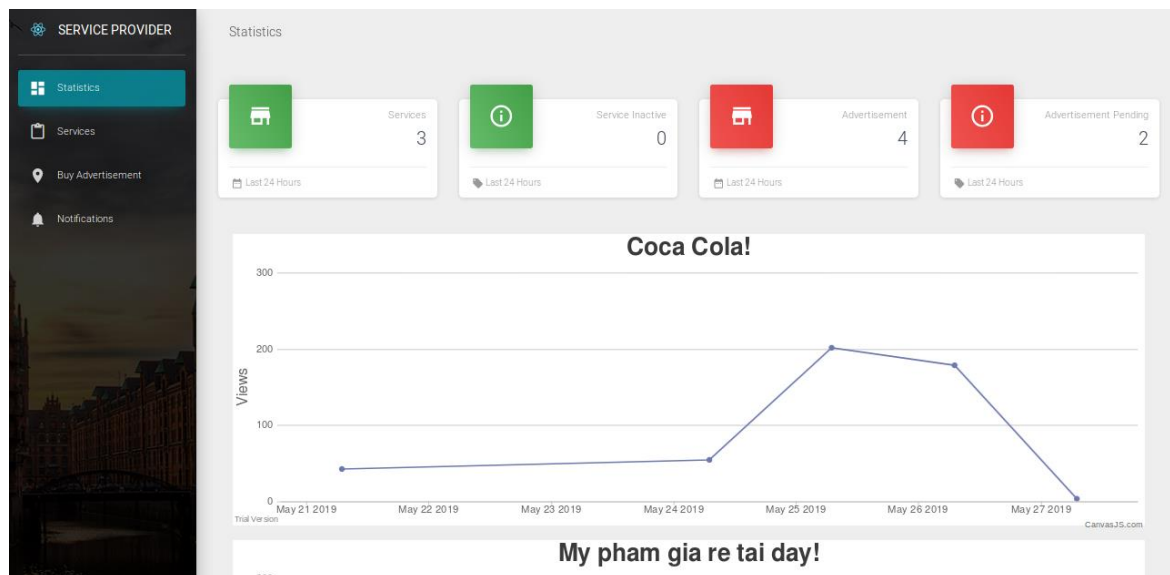 SERVICE PROVIDER
Statistics
Services
Buy Advertisement
Notifications
Statistics
Services
3
Last 24 Hours
Service Inactive
0
Last 24 Hours
Advertisement
4
Last 24 Hours
Advertisement Pending
2
Last 24 Hours
Coca Cola!
300
200
100
0
Views
May 21 2019 May 22 2019 May 23 2019 May 24 2019 May 25 2019 May 26 2019 May 27 2019
Trial Version
CanvasJS.com
My pham gia re tai day!